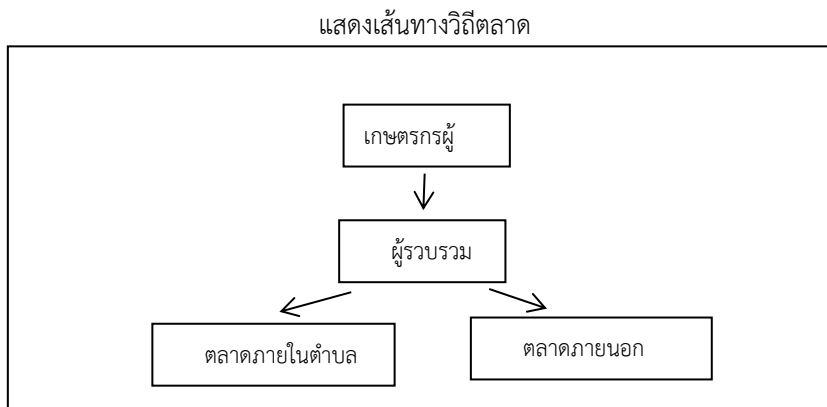 แสดงเส้นทางวิถีตลาด
เกษตรกรผู้
ผู้รวบรวม
ตลาดภายในตำบล
ตลาดภายนอก